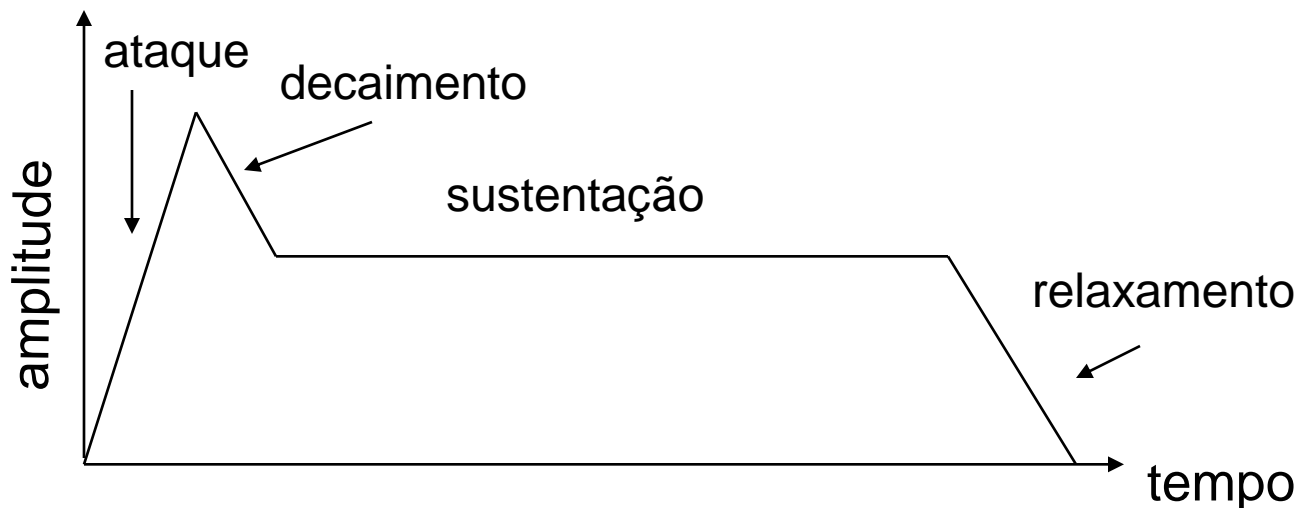 ataque
decaimento
sustentação
relaxamento
amplitude
tempo